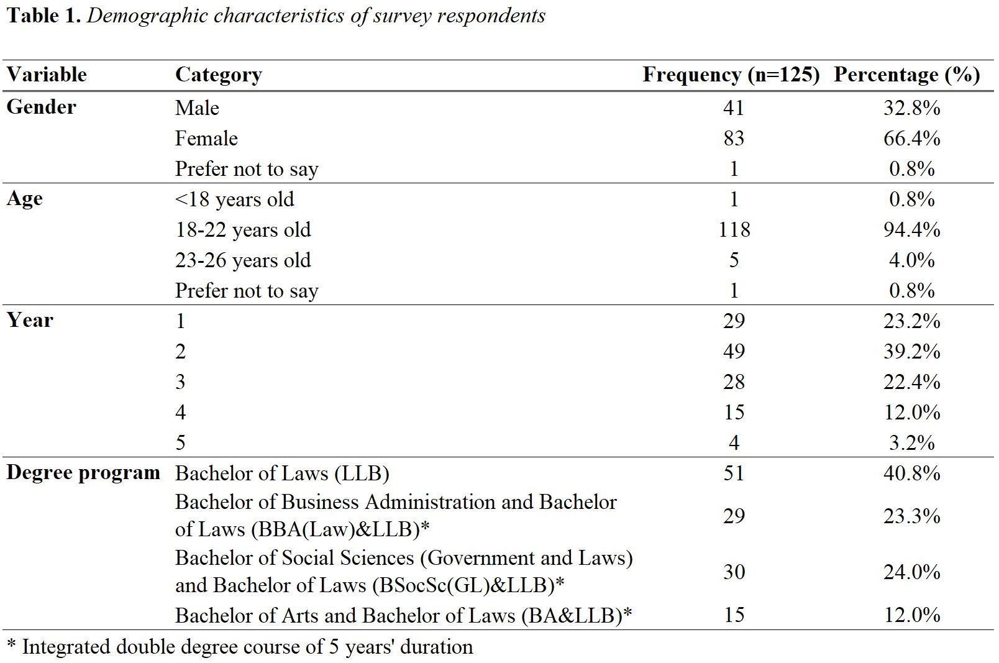 Table 1. Demographic characteristics of survey respondents
Variable Category Frequency (n=125) Percentage (%)
Gender Male 41 32.8%
Female 83 66.4%
Prefer not to say 1 0.8%
Age <18 years old 1 0.8%
18-22 years old 118 94.4%
23-26 years old 5 4.0%
Prefer not to say 1 0.8%
Year 1 29 23.2%
2 49 39.2%
3 28 22.4%
4 15 12.0%
5 4 3.2%
Degree program Bachelor of Laws (LLB) 51 40.8%
Bachelor of Business Administration and Bachelor
of Laws (BBA(Law)&LLB)* 29 23.3%
Bachelor of Social Sciences (Government and Laws)
and Bachelor of Laws (BSocSc(GL)&LLB)* 30 24.0%
Bachelor of Arts and Bachelor of Laws (BA&LLB)* 15 12.0%
* Integrated double degree course of 5 years' duration